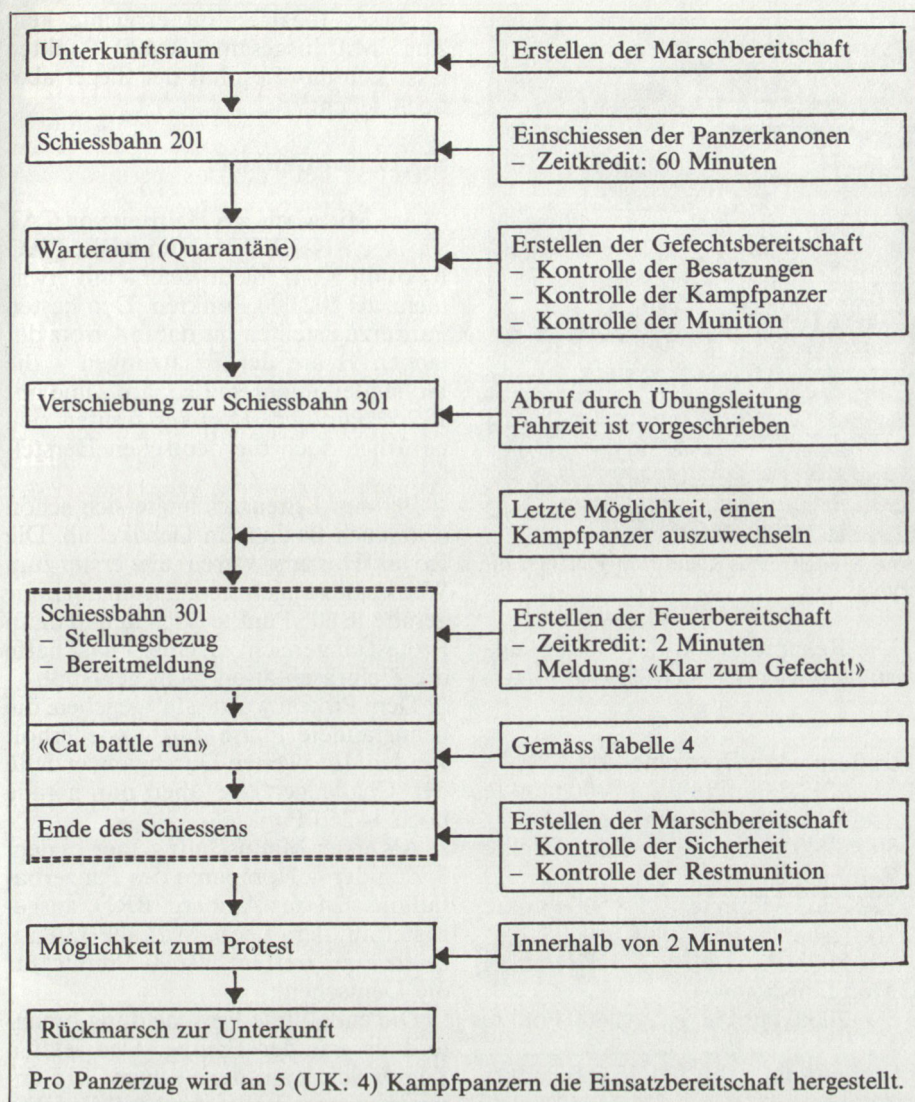 Unterkunftsraum
Erstellen der Marschbereitschaft
Schiessbahn 201
Einschiessen der Panzerkanonen
– Zeitkredit: 60 Minuten
Warteraum (Quarantäne)
Erstellen der Gefechtsbereitschaft
– Kontrolle der Besatzungen
– Kontrolle der Kampfpanzer
– Kontrolle der Munition
Verschiebung zur Schiessbahn 301
Abruf durch Übungsleitung
Fahrzeit ist vorgeschrieben
Letzte Möglichkeit, einen
Kampfpanzer auszuwechseln
Schiessbahn 301
– Stellungsbezug
– Bereitmeldung
Erstellen der Feuerbereitschaft
– Zeitkredit: 2 Minuten
– Meldung: «Klar zum Gefecht!»
«Cat battle run»
Gemäss Tabelle 4
Ende des Schiessens
Erstellen der Marschbereitschaft
– Kontrolle der Sicherheit
– Kontrolle der Restmunition
Möglichkeit zum Protest
Innerhalb von 2 Minuten!
Rückmarsch zur Unterkunft
Pro Panzerzug wird an 5 (UK: 4) Kampfpanzern die Einsatzbereitschaft hergestellt.